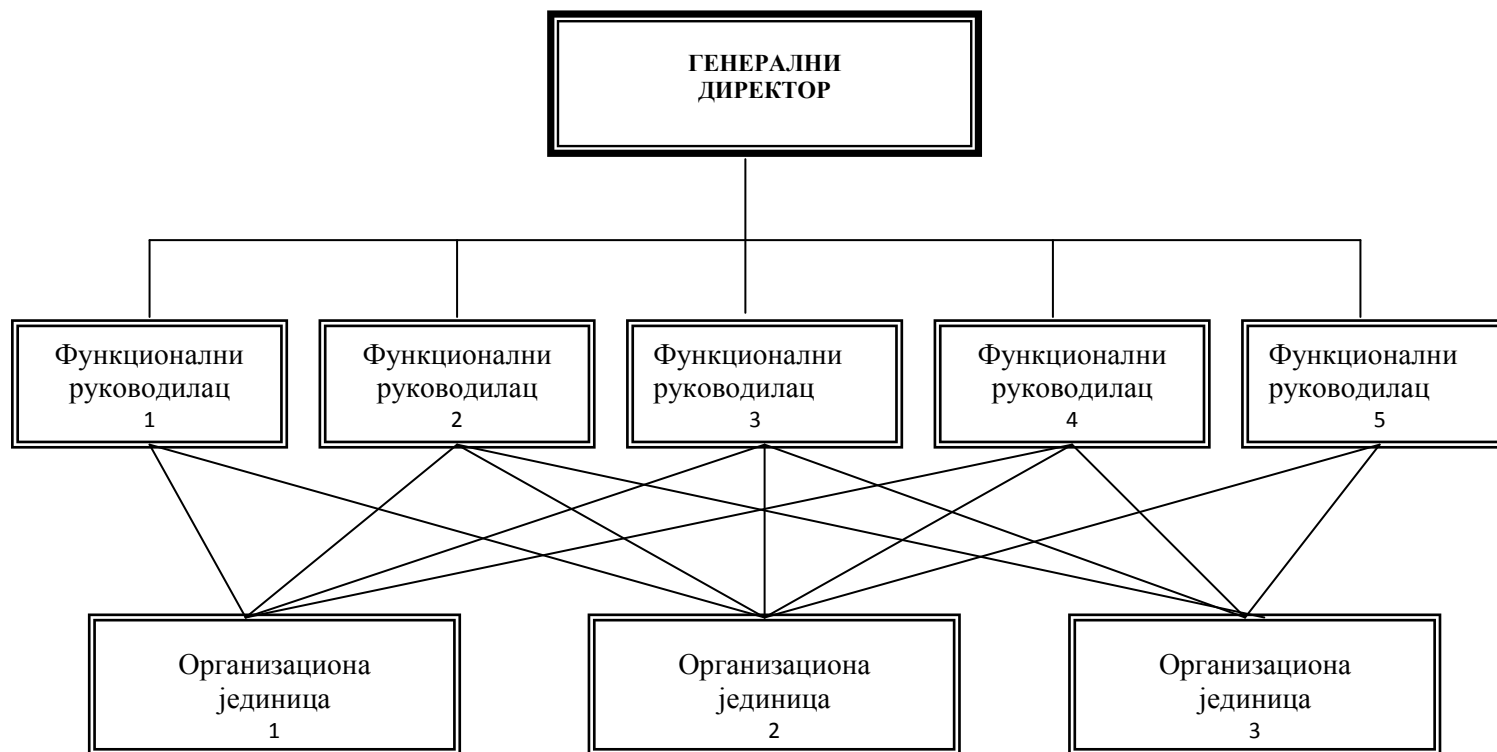 ГЕНЕРАЛНИ
ДИРЕКТОР
Функционални
руководилац
1
Функционални
руководилац
2
Функционални
руководилац
3
Функционални
руководилац
4
Функционални
руководилац
5
Организациона
јединица
1
Организациона
јединица
2
Организациона
јединица
3